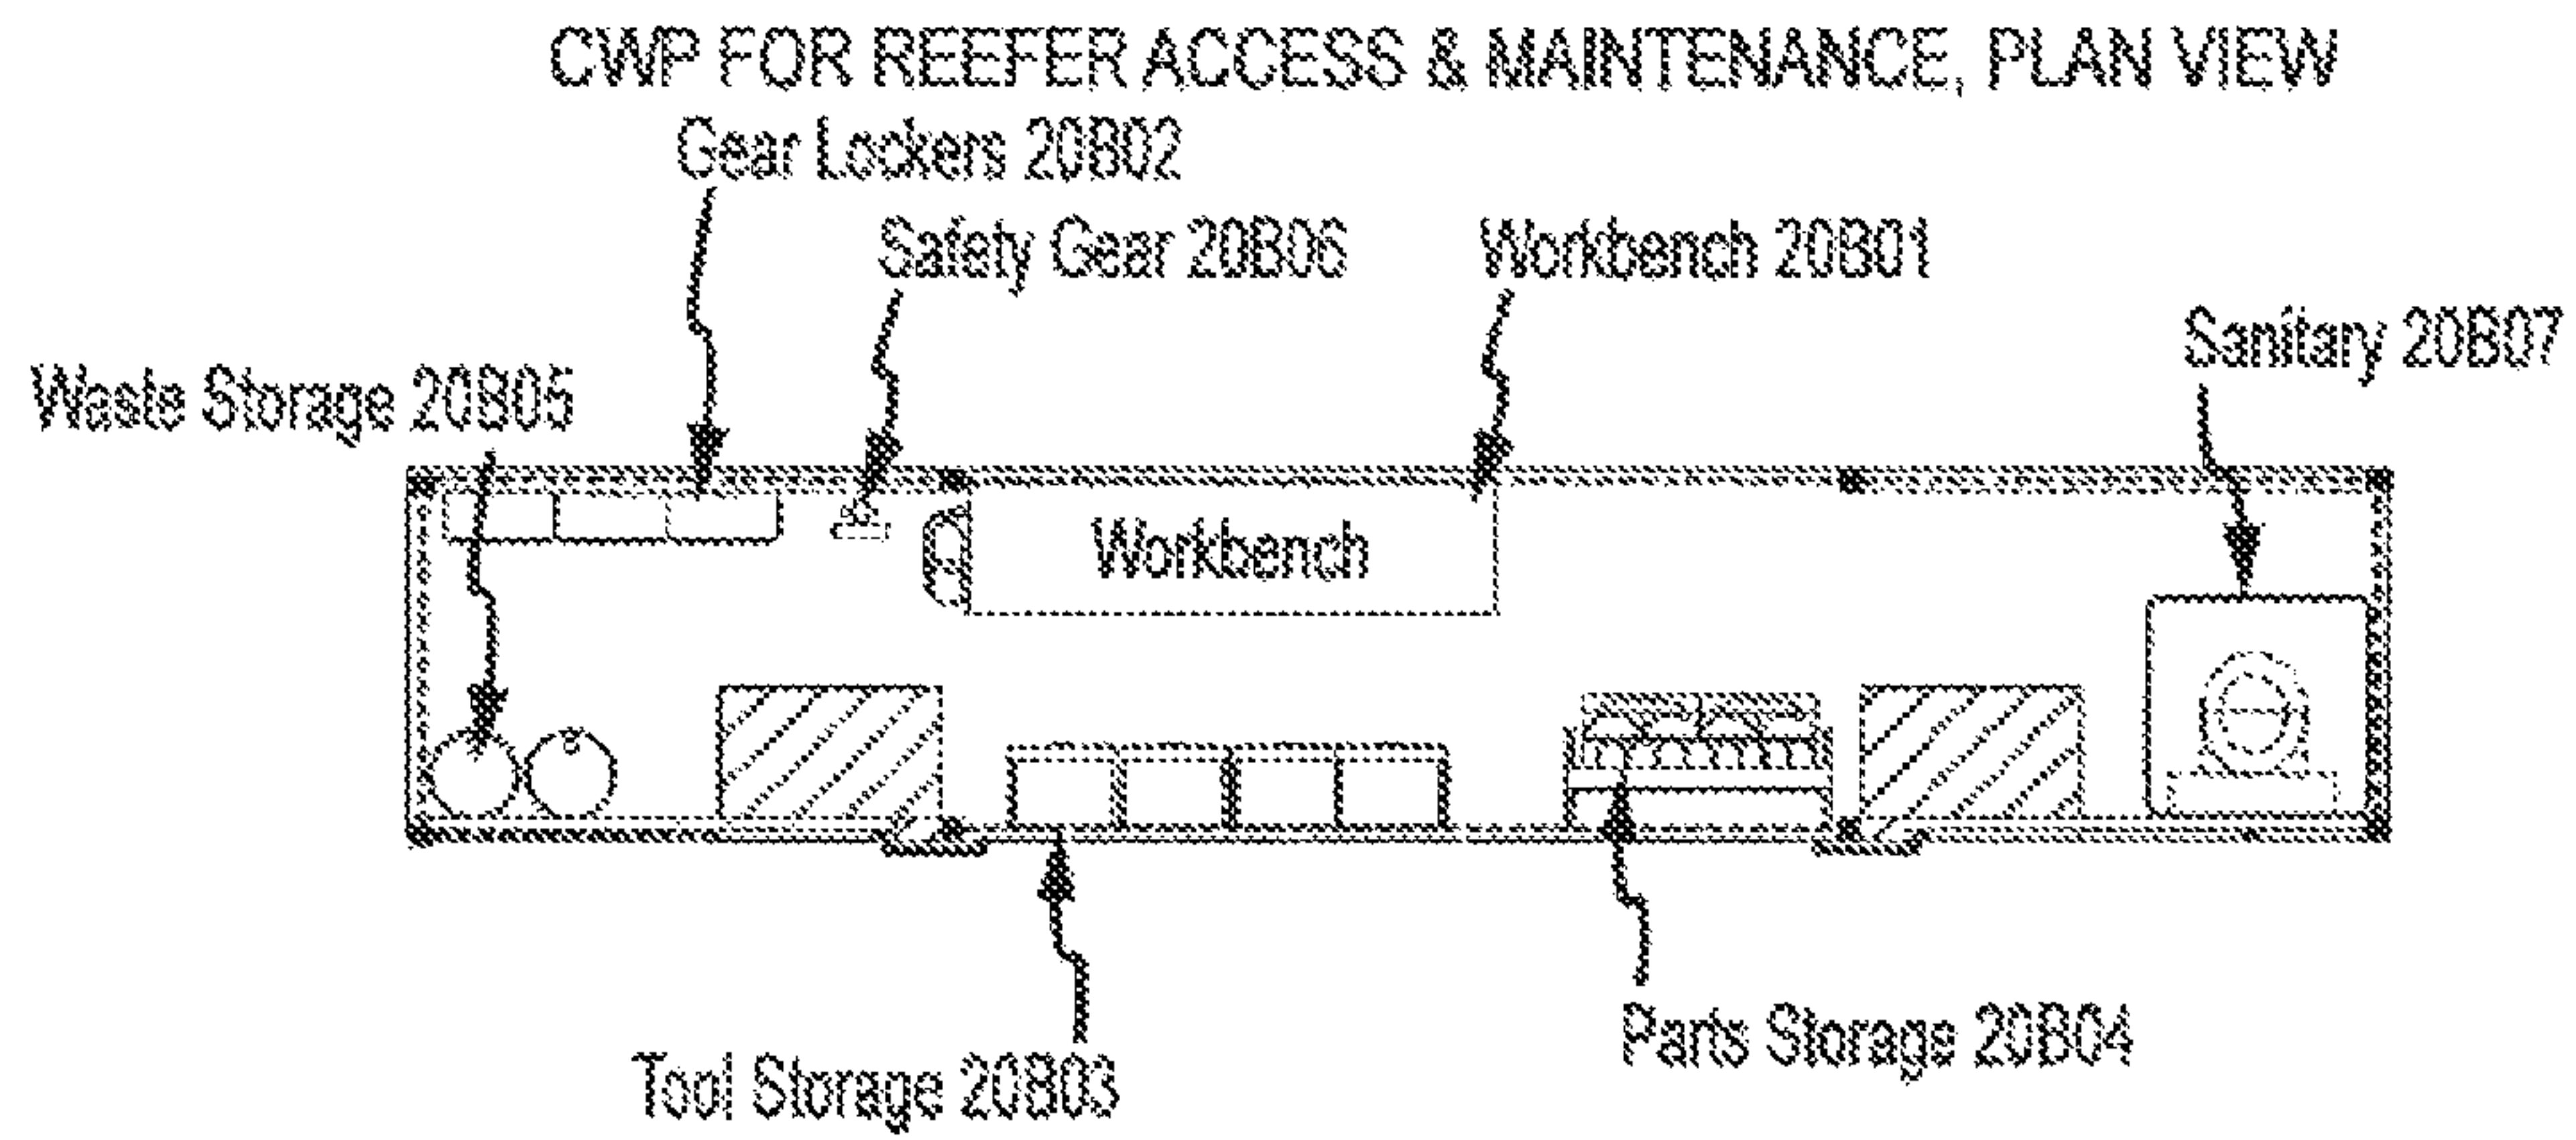 CWP FOR REEFER ACCESS & MAINTENANCE, PLAN VIEW
Gear Lockers 20B02
Safety Gear 20B06
Workbench 20B01
Sanitary 20B07
Waste Storage 20B05
Workbench
Parts Storage 20B04
Tool Storage 20B03